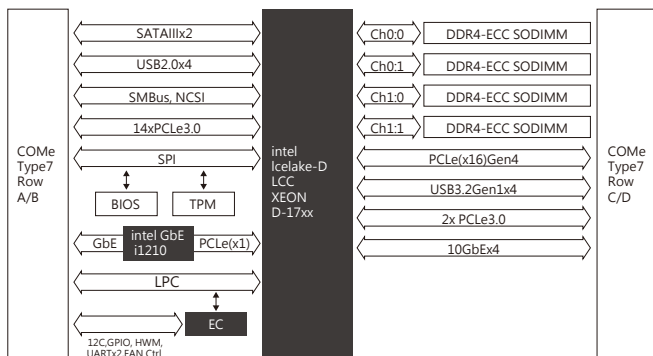 COMe
Type7
Row
A/B
SATAIIIx2
USB2.0x4
SMBus, NCSI
14xPCIe3.0
SPI
BIOS
TPM
GbE
intel GbE
i1210
PCIe(x1)
LPC
EC
12C,GPIO, HWM,
UARTx2,FAN Ctrl
intel
Icelake-D
LCC
XEON
D-17xx
Ch0:0
DDR4-ECC SODIMM
Ch0:1
DDR4-ECC SODIMM
Ch1:0
DDR4-ECC SODIMM
Ch1:1
DDR4-ECC SODIMM
PCLe(x16)Gen4
USB3.2Gen1x4
2x PCLe3.0
10GbEx4
COMe
Type7
Row
C/D